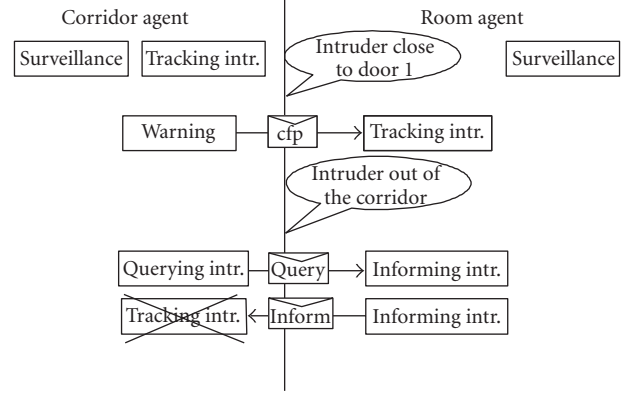 Corridor agent
Room agent
Surveillance
Tracking intr.
Intruder close
to door 1
Surveillance
Warning
cfp
Tracking intr.
Intruder out of
the corridor
Querying intr.
Query
Informing intr.
Tracking intr.
Inform
Informing intr.